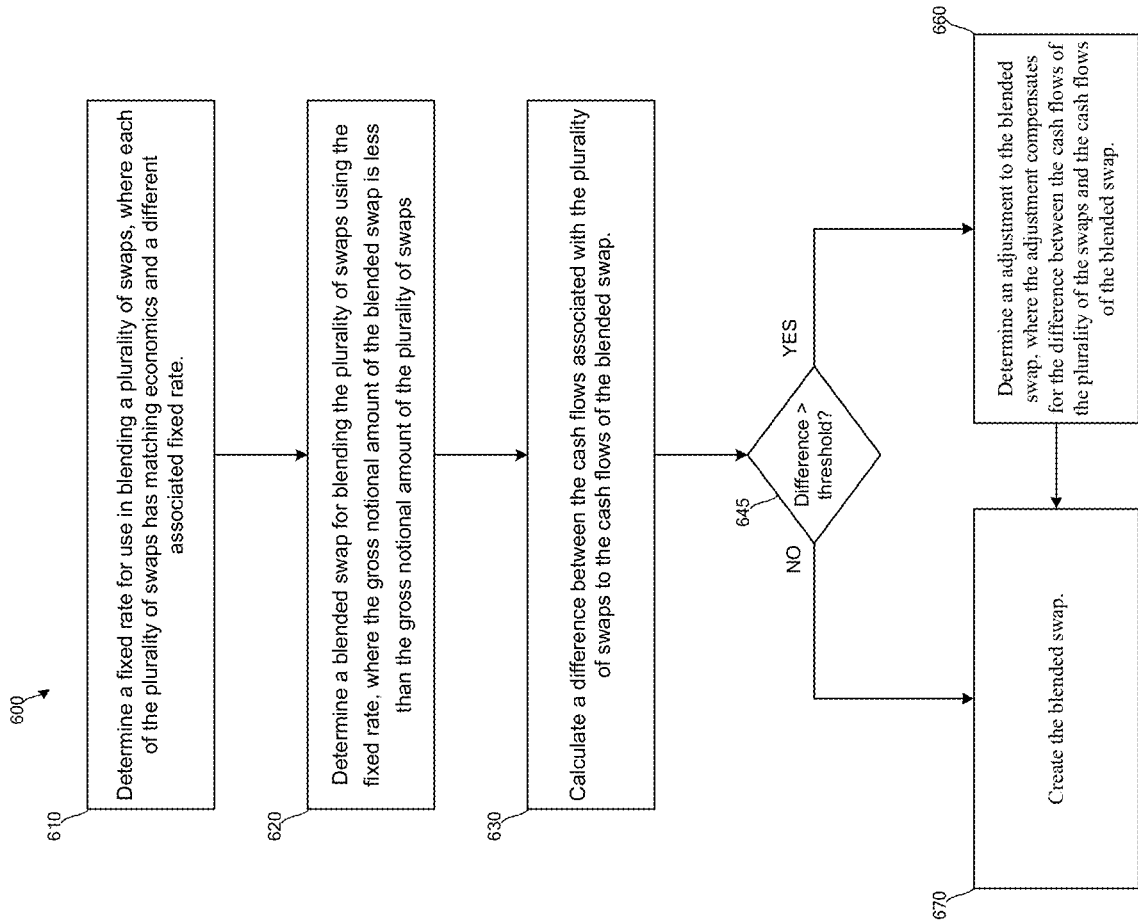 600
610
Determine a fixed rate for use in blending a plurality of swaps, where each
of the plurality of swaps has matching economics and a different
associated fixed rate.
620
Determine a blended swap for blending the plurality of swaps using the
fixed rate, where the gross notional amount of the blended swap is less
than the gross notional amount of the plurality of swaps
630
Calculate a difference between the cash flows associated with the plurality
of swaps to the cash flows of the blended swap.
645
Difference >
threshold?
NO
YES
670
Create the blended swap.
660
Determine an adjustment to the blended
swap, where the adjustment compensates
for the difference between the cash flows of
the plurality of the swaps and the cash flows
of the blended swap.